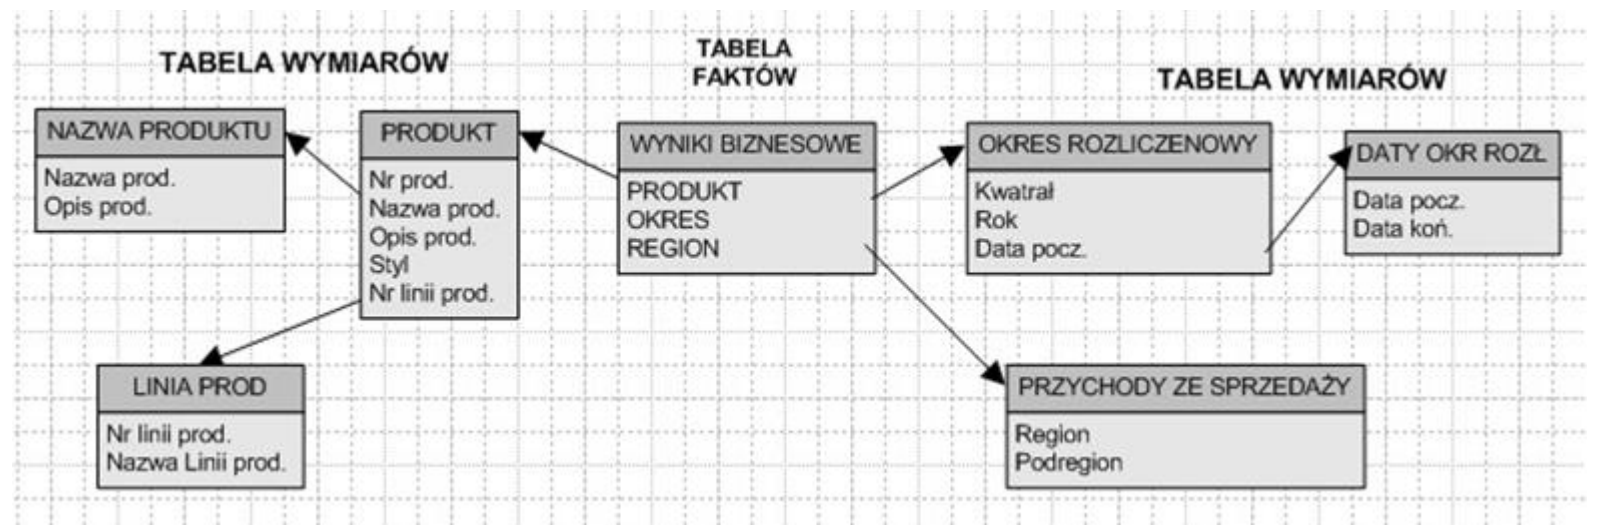 TABELA WYMIARÓW
TABELA
FAKTÓW
TABELA WYMIARÓW
NAZWA PRODUKTU
Nazwa prod.
Opis prod.
PRODUKT
Nr prod.
Nazwa prod.
Opis prod.
Styl
Nr linii prod.
WYNIKI BIZNESOWE
PRODUKT
OKRES
REGION
OKRES ROZLICZENOWY
Kwatrał
Rok
Data pocz.
DATY OKR ROZŁ
Data pocz.
Data koń.
LINIA PROD
Nr linii prod.
Nazwa Linii prod.
PRZYCHODY ZE SPRZEDAŻY
Region
Podregion